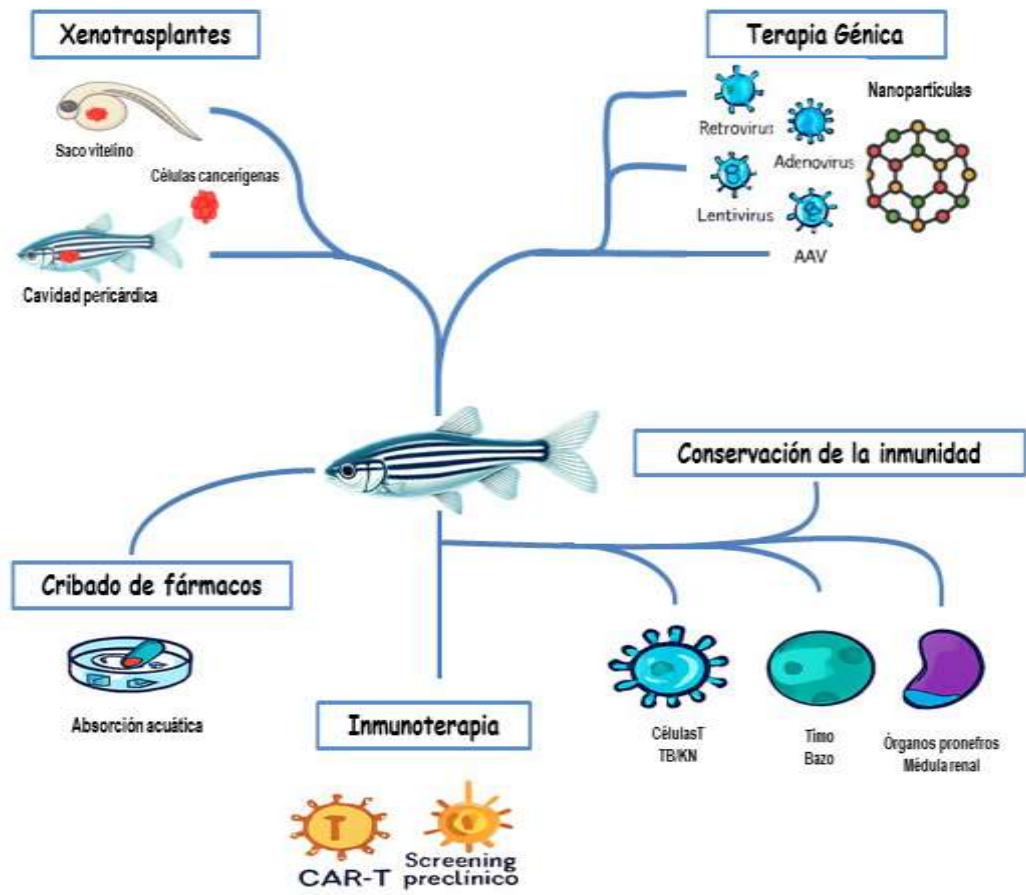 Xenotrasplantes
Saco vitelino
Células cancerígenas
Cavidad pericárdica
Terapia Génica
Nanopartículas
Retrovirus
Adenovirus
Lentivirus
AAV
Conservación de la inmunidad
CélulasT
TB/KN
Timo
Bazo
Órganos pronefros
Médula renal
Cribado de fármacos
Absorción acuática
Inmunoterapia
T
CAR-T
Screening
preclínico